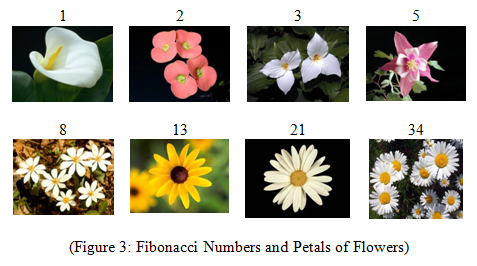 1 2 3 5
8 13 21 34
(Figure 3: Fibonacci Numbers and Petals of Flowers)